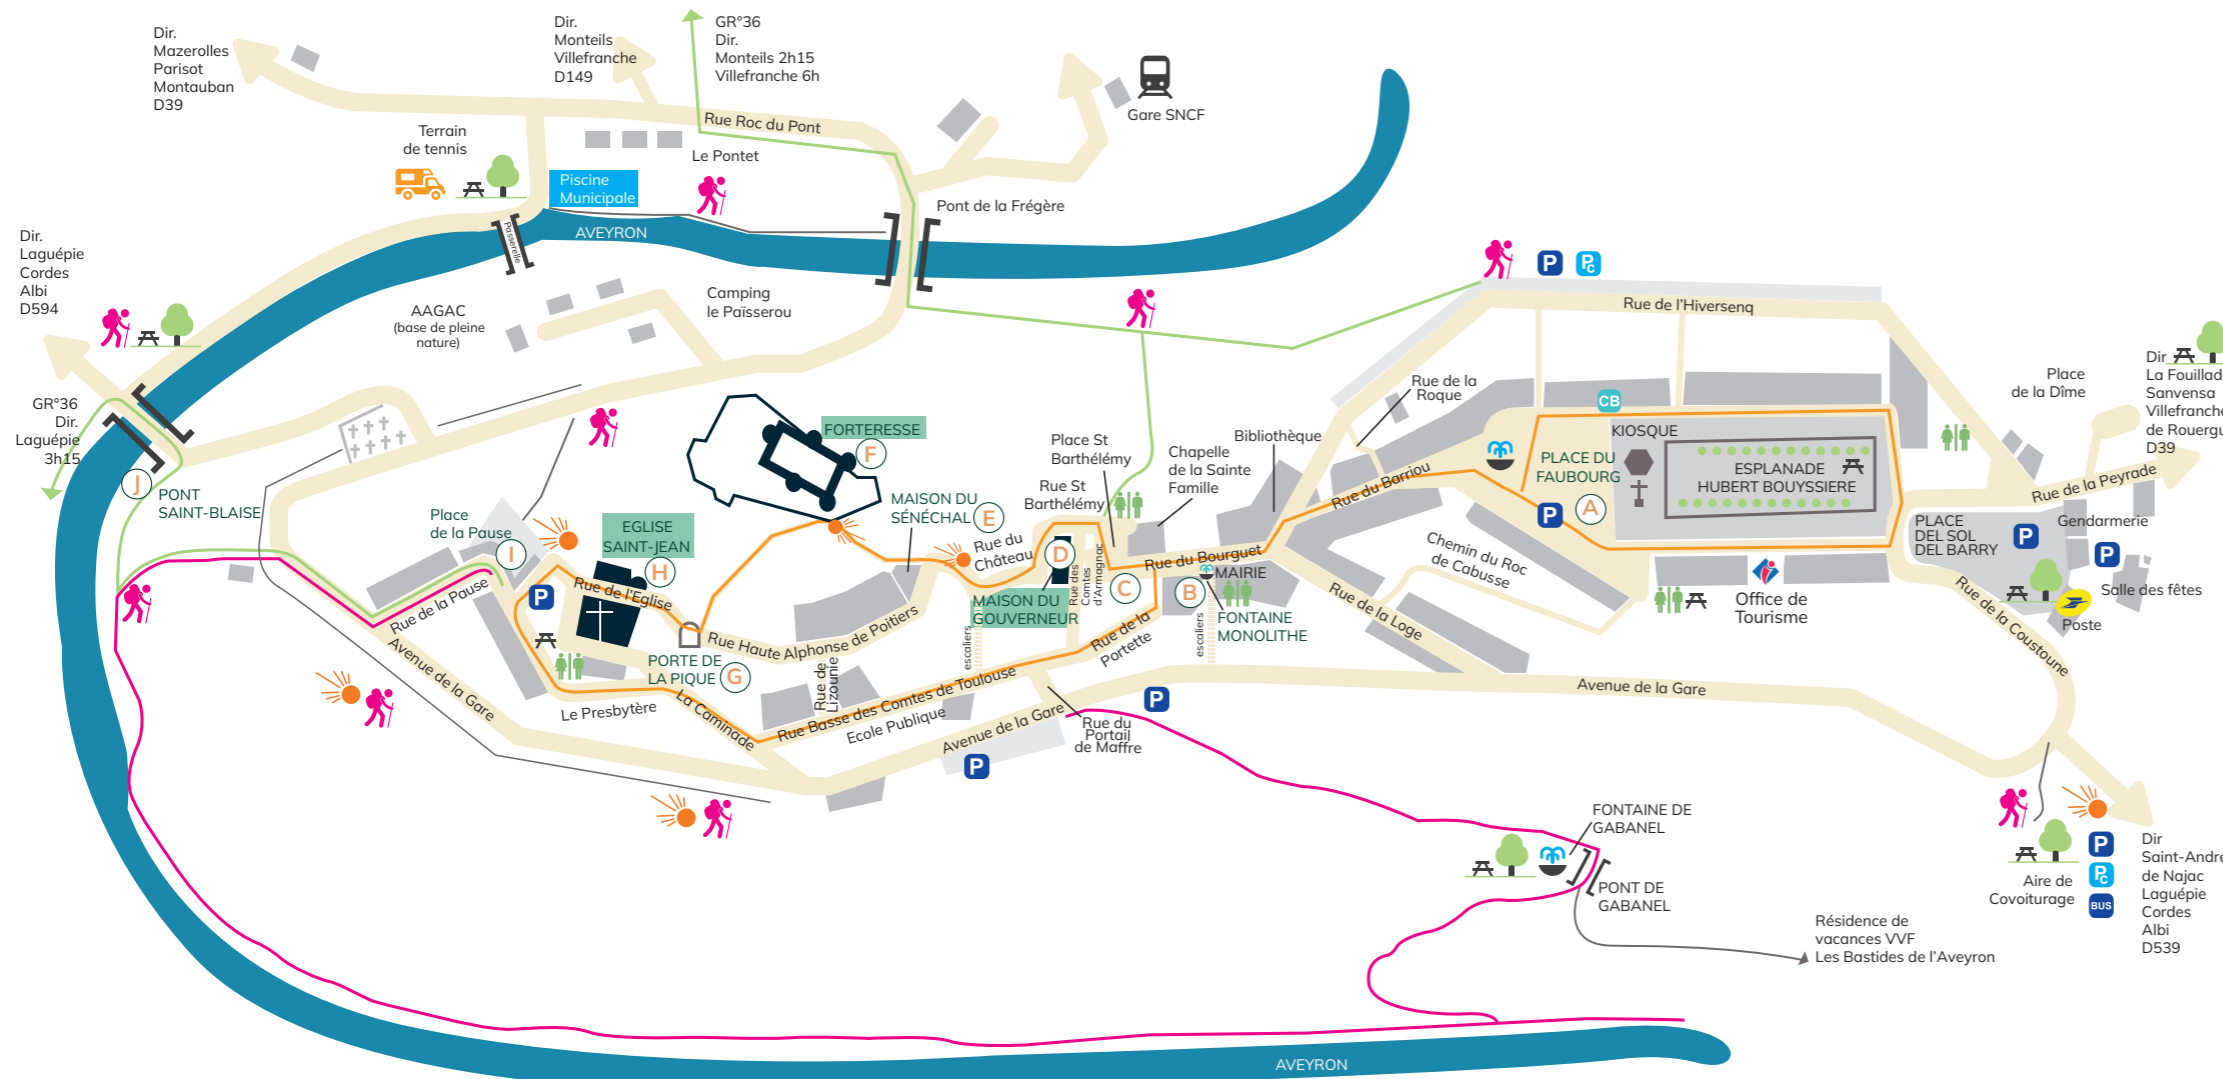 Dir.
Mazerolles
Parisot
Montauban
D39
Dir.
Monteils
Villefranche
D149
GR°36
Dir.
Monteils 2h15
Villefranche 6h
Gare SNCF
Rue Roc du Pont
Terrain
de tennis
Le Pontet
Piscine
Municipale
Passerelle
AVEYRON
Pont de la Frégère
Dir.
Laguépie
Cordes
Albi
D594
AAGAC
(base de pleine
nature)
Camping
le Païsserou
GR°36
Dir.
Laguépie
3h15
J
PONT
SAINT-BLAISE
P
PC
Rue de l'Hiversenq
Rue de la
Roque
CB
Place
de la Dîme
Dir
La Fouillad
Sanvensa
Villefranche
de Rouergu
D39
Rue de la Peyrade
FORTERESSE
F
MAISON DU
SÉNÉCHAL
E
Place St
Barthélémy
Rue St
Barthélémy
Chapelle
de la Sainte
Famille
Bibliothèque
Rue du Barriou
KIOSQUE
PLACE DU
FAUBOURG
P
A
ESPLANADE
HUBERT BOUYSSIERE
PLACE
DEL SOL
DEL BARRY
P
Gendarmerie
P
Salle des fêtes
Poste
Place
de la Pause
I
EGLISE
SAINT-JEAN
H
Rue du
Château
D
Rue des
Comtes
d'Armagnac
Rue du Bourguet
C
B
MAIRIE
Chemin du Roc
de Cabusse
Office de
Tourisme
Rue de la Coustoune
Rue de la Pause
P
Rue de l'Eglise
MAISON DU
GOUVERNEUR
escaliers
Rue de la
Portette
escaliers
FONTAINE
MONOLITHE
Rue de la Loge
Avenue de la Gare
PORTE DE
LA PIQUE
G
Rue Haute Alphonse de Poitiers
Rue de
Lizounie
Le Presbytère
La Caminade
Rue Basse des Comtes de Toulouse
Ecole Publique
Avenue de la Gare
P
Rue du
Portail
de Maffre
P
Avenue de la Gare
FONTAINE DE
GABANEL
PONT DE
GABANEL
Résidence de
vacances VVF
Les Bastides de l'Aveyron
Aire de
Covoiturage
P
PC
BUS
Dir
Saint-André
de Najac
Laguépie
Cordes
Albi
D539
AVEYRON